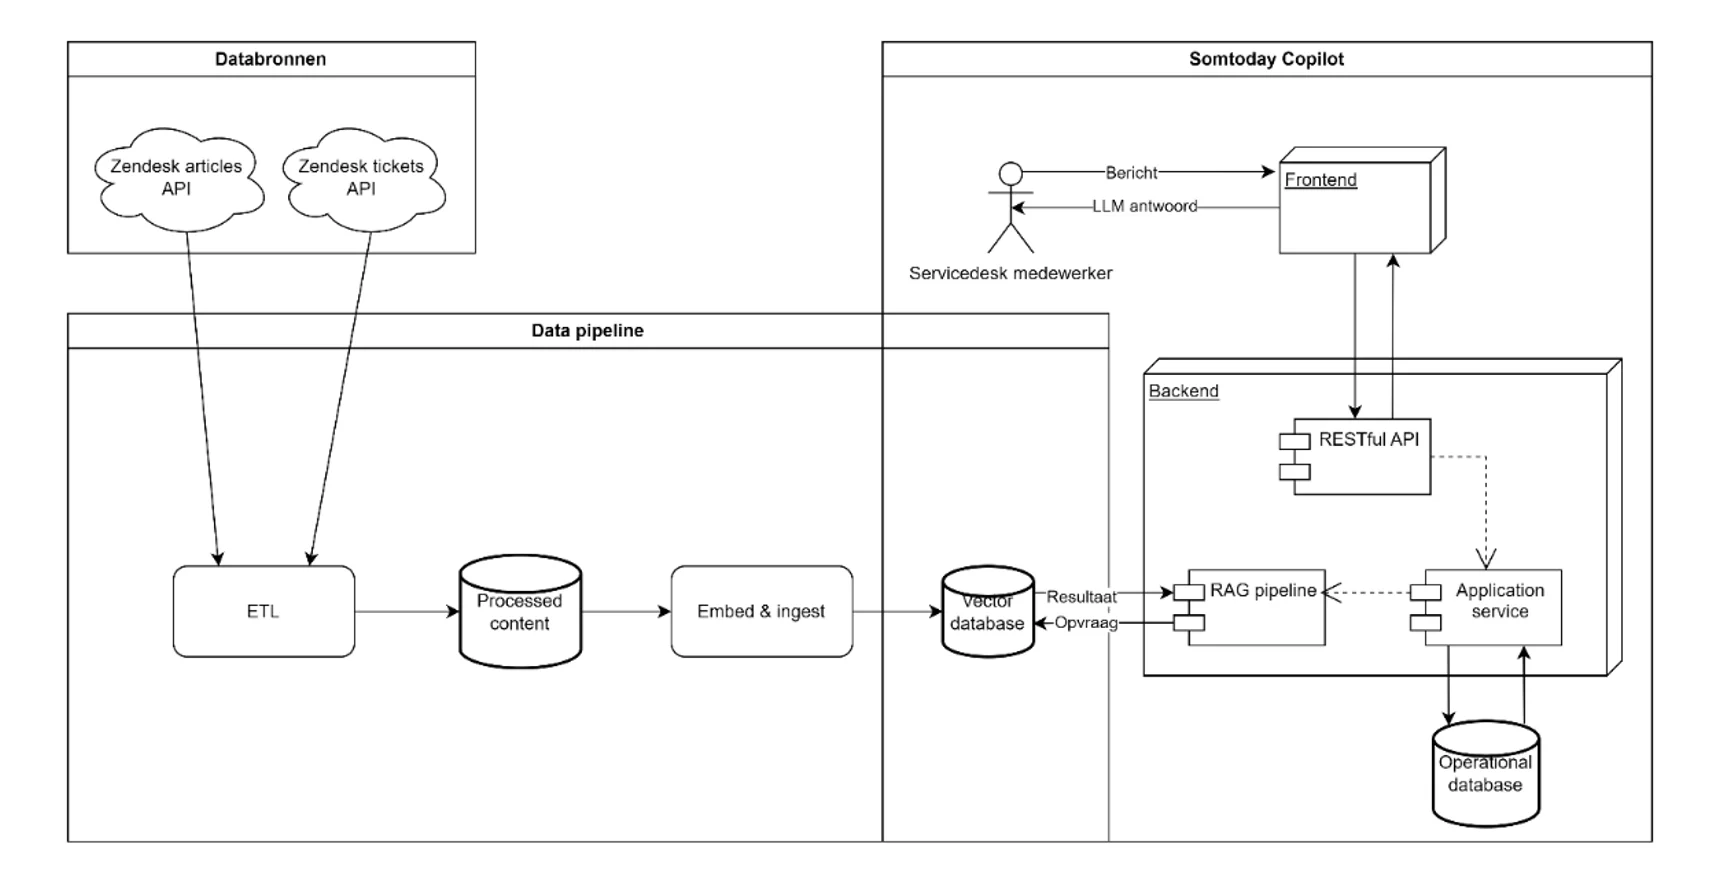 Databronnen
Somtoday Copilot
Zendesk articles
API
Zendesk tickets
API
Bericht
LLM antwoord
Servicedesk medewerker
Frontend
Data pipeline
Backend
RESTful API
ETL
Processed
content
Embed & ingest
Vector
database
Resultaat
Opvraag
RAG pipeline
Application
service
Operational
database